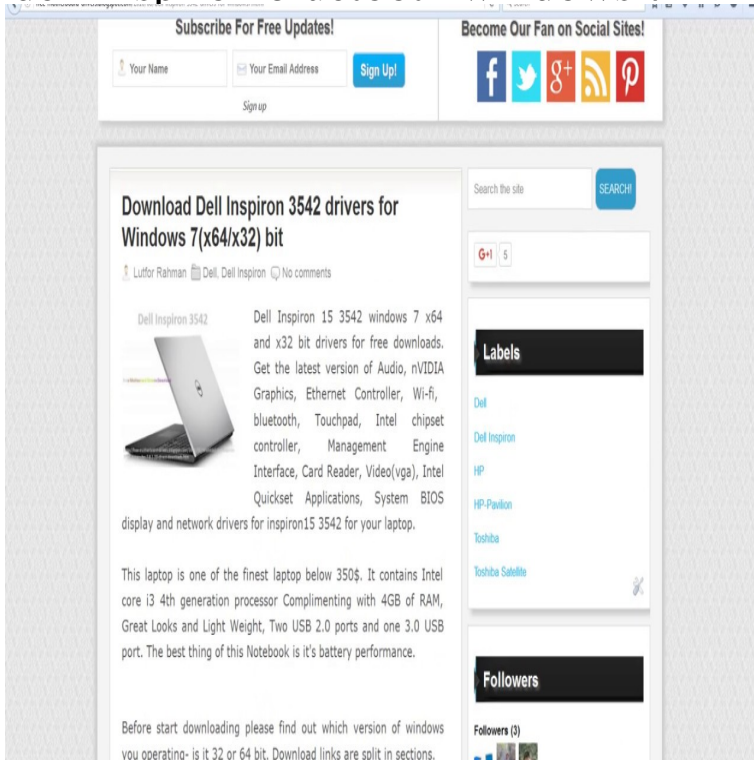 Subscribe For Free Updates!
Your Name
Your Email Address
Sign Up!
Sign up
Become Our Fan on Social Sites!
Download Dell Inspiron 3542 drivers for
Windows 7(x64/x32) bit
Lutfor Rahman Dell, Dell Inspiron No comments
Dell Inspiron 3542
Dell Inspiron 15 3542 windows 7 x64
and x32 bit drivers for free downloads.
Get the latest version of Audio, nVIDIA
Graphics, Ethernet Controller, Wi-fi,
bluetooth, Touchpad, Intel chipset
controller, Management Engine
Interface, Card Reader, Video(vga), Intel
Quickset Applications, System BIOS
display and network drivers for inspiron15 3542 for your laptop.
This laptop is one of the finest laptop below 350$. It contains Intel
core i3 4th generation processor Complimenting with 4GB of RAM,
Great Looks and Light Weight, Two USB 2.0 ports and one 3.0 USB
port. The best thing of this Notebook is it's battery performance.
Before start downloading please find out which version of windows
you operating- is it 32 or 64 bit. Download links are split in sections.
Search the site
SEARCH!
G+1 5
Labels
Dell
Dell Inspiron
HP
HP-Pavilion
Toshiba
Toshiba Satellite
Followers
Followers (3)